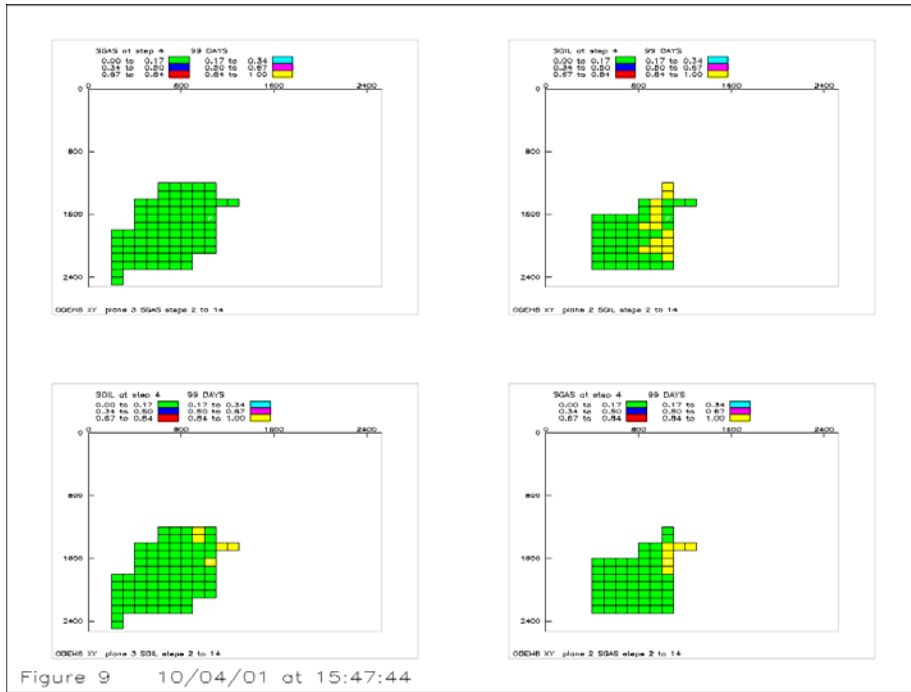 SGAS at step 4 99 DAYS
0.00 to 0.17 0.17 to 0.34
0.34 to 0.50 0.50 to 0.67
0.67 to 0.84 0.84 to 1.00
0 800 1600 2400
800
1600
2400
plane 3 SGAS steps 2 to 14
SOIL at step 4 99 DAYS
0.00 to 0.17 0.17 to 0.34
0.34 to 0.50 0.50 to 0.67
0.67 to 0.84 0.84 to 1.00
0 800 1600 2400
0
800
1600
2400
plane 2 SOIL steps 2 to 14
SOIL at step 4 99 DAYS
0.00 to 0.17 0.17 to 0.34
0.34 to 0.50 0.50 to 0.67
0.67 to 0.84 0.84 to 1.00
0 800 1600 2400
0
800
1600
2400
plane 3 SOIL steps 2 to 14
SGAS at step 4 99 DAYS
0.00 to 0.17 0.17 to 0.34
0.34 to 0.50 0.50 to 0.67
0.67 to 0.84 0.84 to 1.00
0 800 1600 2400
0
800
1600
2400
plane 2 SGAS steps 2 to 14
Figure 9 10/04/01 at 15:47:44